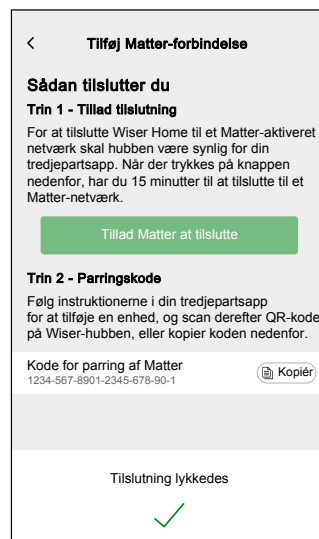 Tilføj Matter-forbindelse
Sådan tilslutter du
Trin 1 - Tillad tilslutning
For at tilslutte Wiser Home til et Matter-aktiveret
netværk skal hubben være synlig for din
tredjepartsapp. Når der trykkes på knappen
nedenfor, har du 15 minutter til at tilslutte til et
Matter-netværk.
Tillad Matter at tilslutte
Trin 2 - Parringskode
Følg instruktionerne i din tredjepartsapp
for at tilføje en enhed, og scan derefter QR-kode
på Wiser-hubben, eller kopier koden nedenfor.
Kode for parring af Matter
1234-567-8901-2345-678-90-1
Kopiér
Tilslutning lykkedes